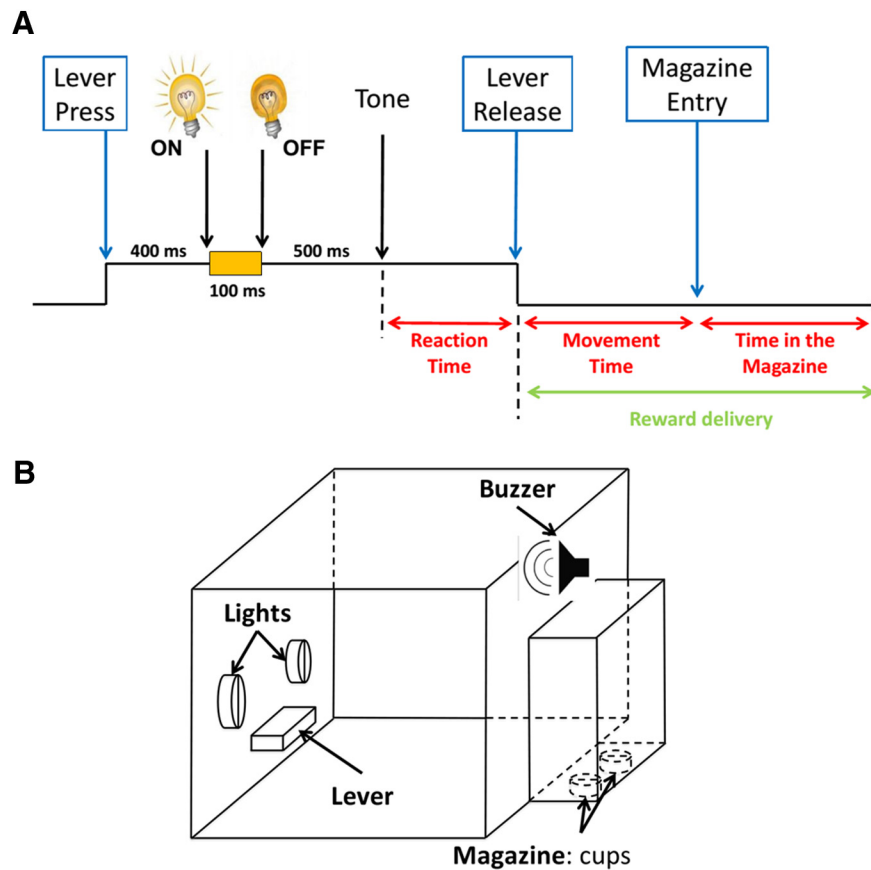 A
Lever
Press
ON
OFF
Tone
Lever
Release
Magazine
Entry
400 ms
500 ms
100 ms
Reaction
Time
Movement
Time
Time in the
Magazine
Reward delivery
B
Buzzer
Lights
Lever
Magazine: cups